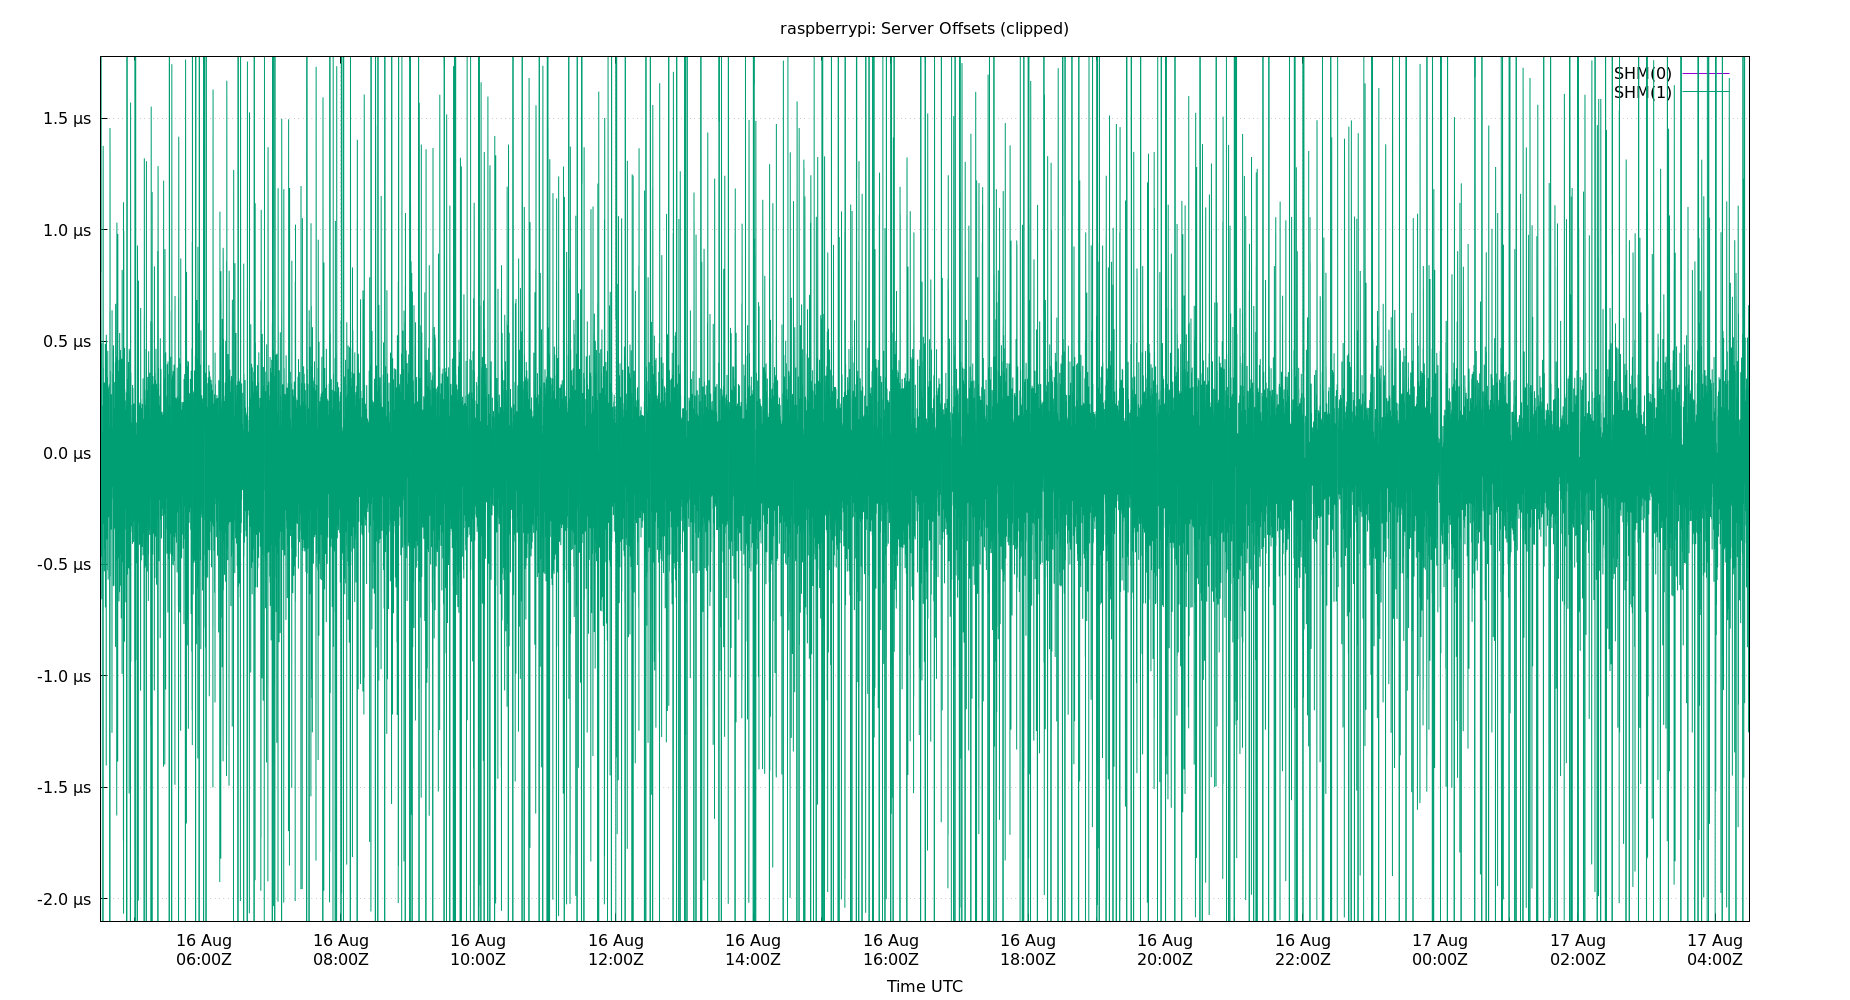 raspberrypi: Server Offsets (clipped)
SHM(0)
SHM(1)
1.5 µs
1.0 µs
0.5 µs
0.0 µs
-0.5 µs
-1.0 µs
-1.5 µs
-2.0 µs
16 Aug 16 Aug 16 Aug 16 Aug 16 Aug 16 Aug 16 Aug 16 Aug 16 Aug 17 Aug 17 Aug 17 Aug
06:00Z 08:00Z 10:00Z 12:00Z 14:00Z 16:00Z 18:00Z 20:00Z 22:00Z 00:00Z 02:00Z 04:00Z
Time UTC